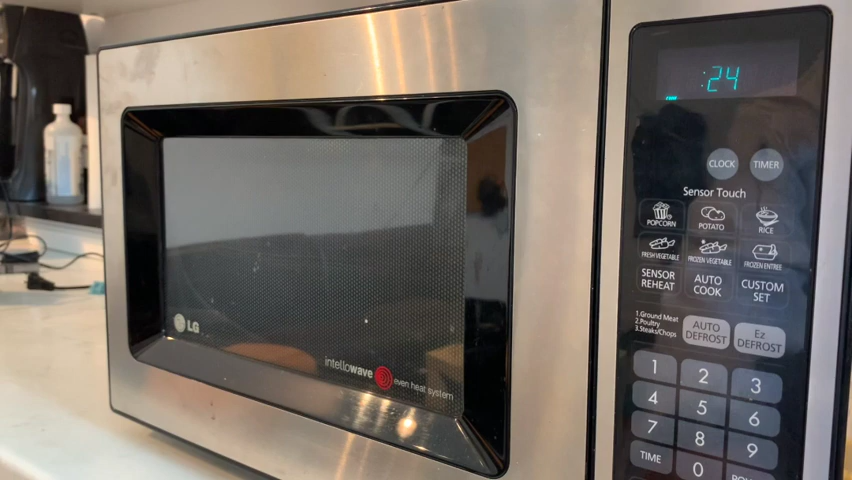 :24
CLOCK
TIMER
Sensor Touch
POPCORN
POTATO
RICE
FRESH VEGETABLE
FROZEN VEGETABLE
FROZEN ENTREE
SENSOR
REHEAT
AUTO
COOK
CUSTOM
SET
1.Ground Meat
2.Poultry
3.Steaks/Chops
AUTO
DEFROST
Ez
DEFROST
1
2
3
4
5
6
7
8
9
TIME
0
LG
intellowave
even heat system